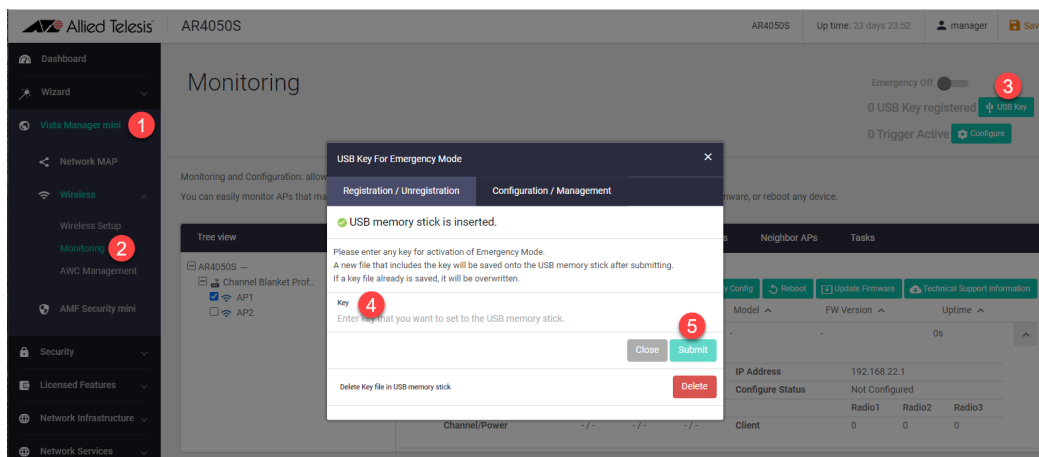 Allied Telesis
AR4050S
AR4050S
Up time: 23 days 23:52
manager
Sav
Dashboard
Wizard
Vista Manager mini
1
Network MAP
Wireless
Wireless Setup
Monitoring
2
AWC Management
AMF Security mini
Security
Licensed Features
Network Infrastructure
Network Services
Monitoring
Emergency Off
3
0 USB Key registered
USB Key
0 Trigger Active
Configure
Monitoring and Configuration: allow
You can easily monitor APs that ma
mware, or reboot any device.
Tree view
AR4050S --
Channel Blanket Prof..
AP1
AP2
USB Key For Emergency Mode
×
Registration / Unregistration
Configuration / Management
USB memory stick is inserted.
Please enter any key for activation of Emergency Mode.
A new file that includes the key will be saved onto the USB memory stick after submitting.
If a key file already is saved, it will be overwritten.
Key
4
Enter key that you want to set to the USB memory stick.
5
Close
Submit
Delete Key file in USB memory stick
Delete
s
Neighbor APs
Tasks
y Config
Reboot
Update Firmware
Technical Support Information
Model
FW Version
Uptime
-
-
0s
IP Address
192.168.22.1
Configure Status
Not Configured
Radio1
Radio2
Radio3
Channel/Power
- / -
- / -
- / -
Client
0
0
0